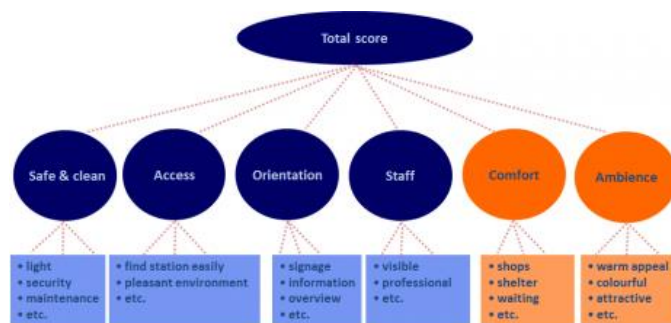 Total score
Safe & clean
Access
Orientation
Staff
Comfort
Ambience
• light
• security
• maintenance
• etc.
• find station easily
• pleasant environment
• etc.
• signage
• information
• overview
• etc.
• visible
• professional
• etc.
• shops
• shelter
• waiting
• etc.
• warm appeal
• colourful
• attractive
• etc.